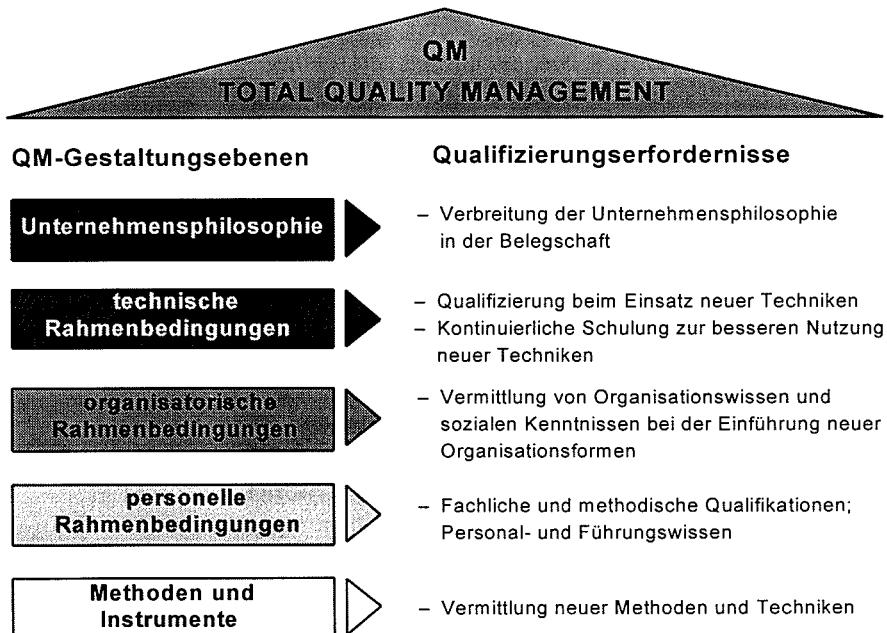 QM
TOTAL QUALITY MANAGEMENT
QM-Gestaltungsebenen
Qualifizierungserfordernisse
Unternehmensphilosophie
– Verbreitung der Unternehmensphilosophie
in der Belegschaft
technische
Rahmenbedingungen
– Qualifizierung beim Einsatz neuer Techniken
– Kontinuierliche Schulung zur besseren Nutzung
neuer Techniken
organisatorische
Rahmenbedingungen
– Vermittlung von Organisationswissen und
sozialen Kenntnissen bei der Einführung neuer
Organisationsformen
personelle
Rahmenbedingungen
– Fachliche und methodische Qualifikationen;
Personal- und Führungswissen
Methoden und
Instrumente
– Vermittlung neuer Methoden und Techniken